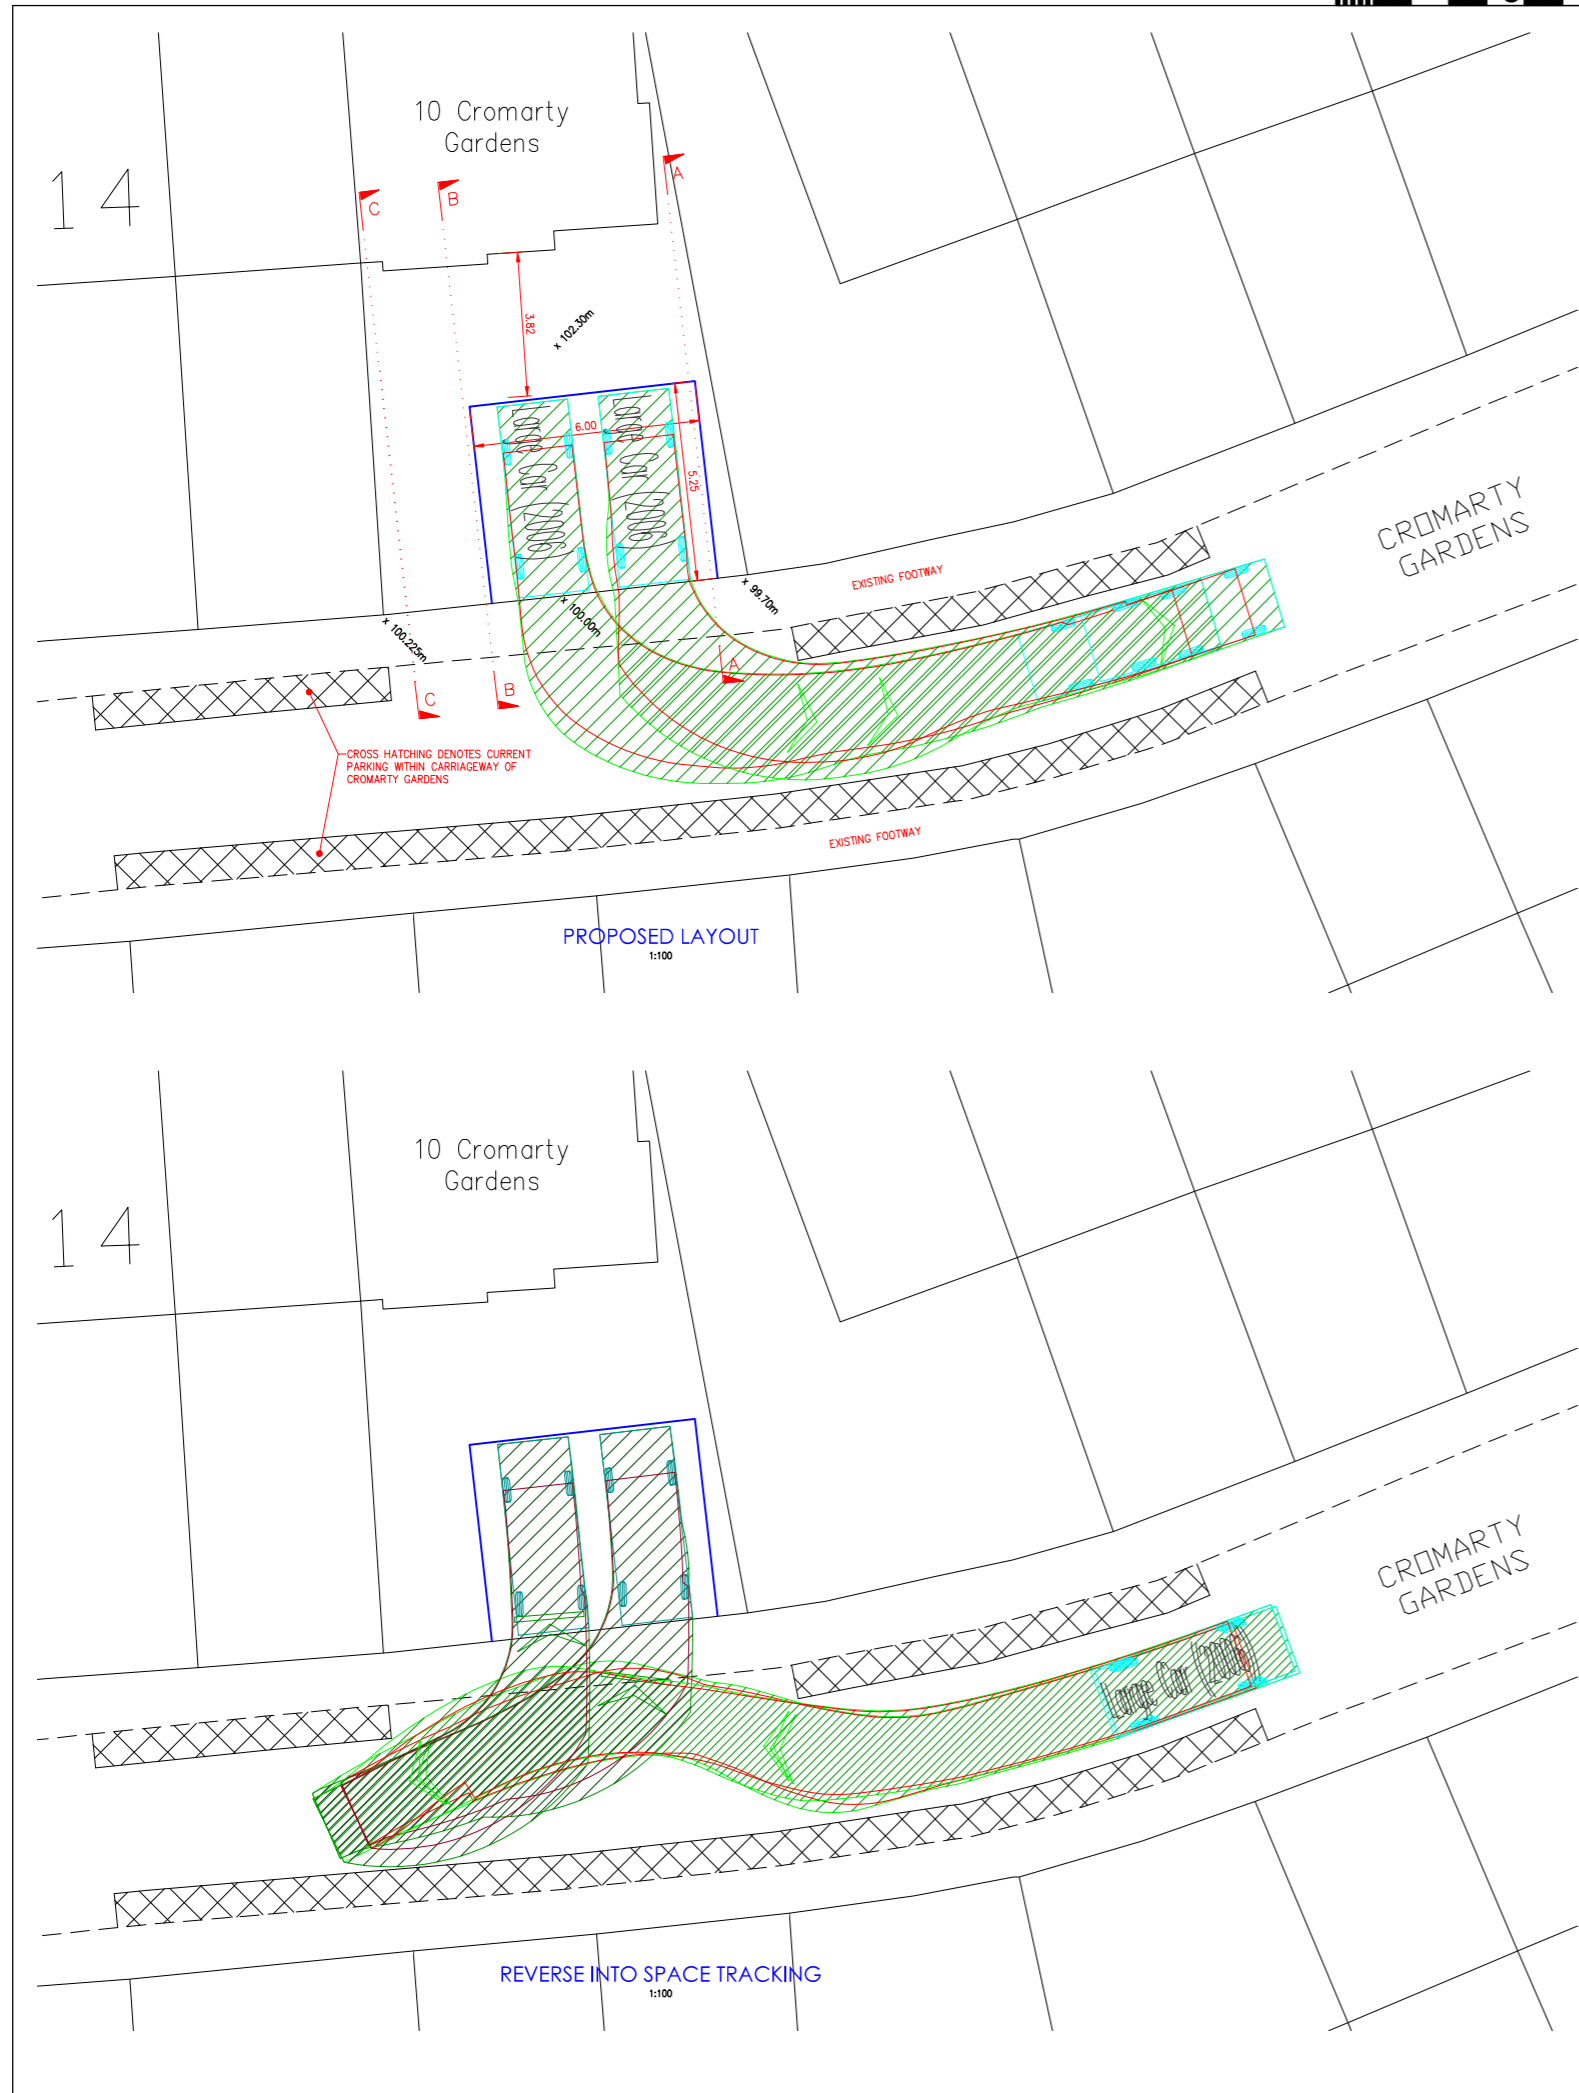 10 Cromarty
Gardens
14
A
B
C
3.82
x 102.30m
6.00
Large Car (2006)
Large Car (2006)
5.25
CROMARTY
GARDENS
EXISTING FOOTWAY
x 99.70m
x 100.00m
x 100.225m
A
B
C
CROSS HATCHING DENOTES CURRENT
PARKING WITHIN CARRIAGEWAY OF
CROMARTY GARDENS
EXISTING FOOTWAY
PROPOSED LAYOUT
1:100
10 Cromarty
Gardens
14
CROMARTY
GARDENS
Large Car (2006)
REVERSE INTO SPACE TRACKING
1:100